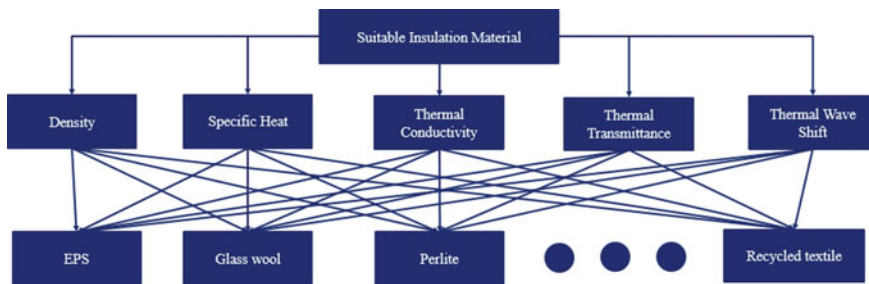 Suitable Insulation Material
Density
Specific Heat
Thermal
Conductivity
Thermal
Transmittance
Thermal Wave
Shift
EPS
Glass wool
Perlite
Recycled textile